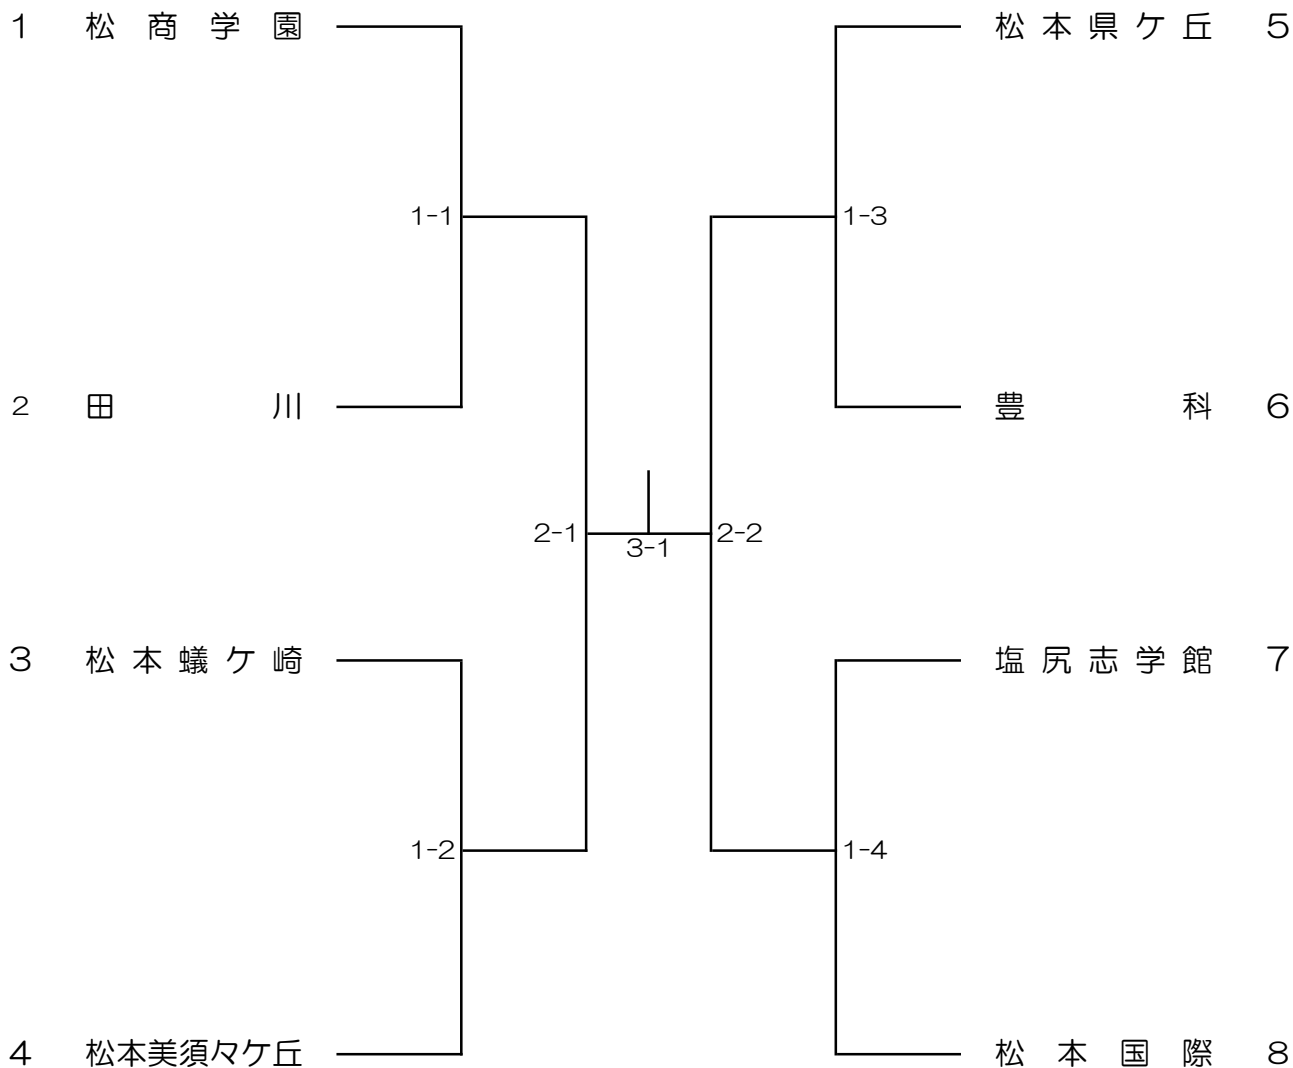 1 松商学園
松本県ケ丘 5
1-1
1-3
2 田川
豊科 6
2-1
3-1
2-2
3 松本蟻ケ崎
塩尻志学館 7
1-2
1-4
4 松本美須々ケ丘
松本国際 8